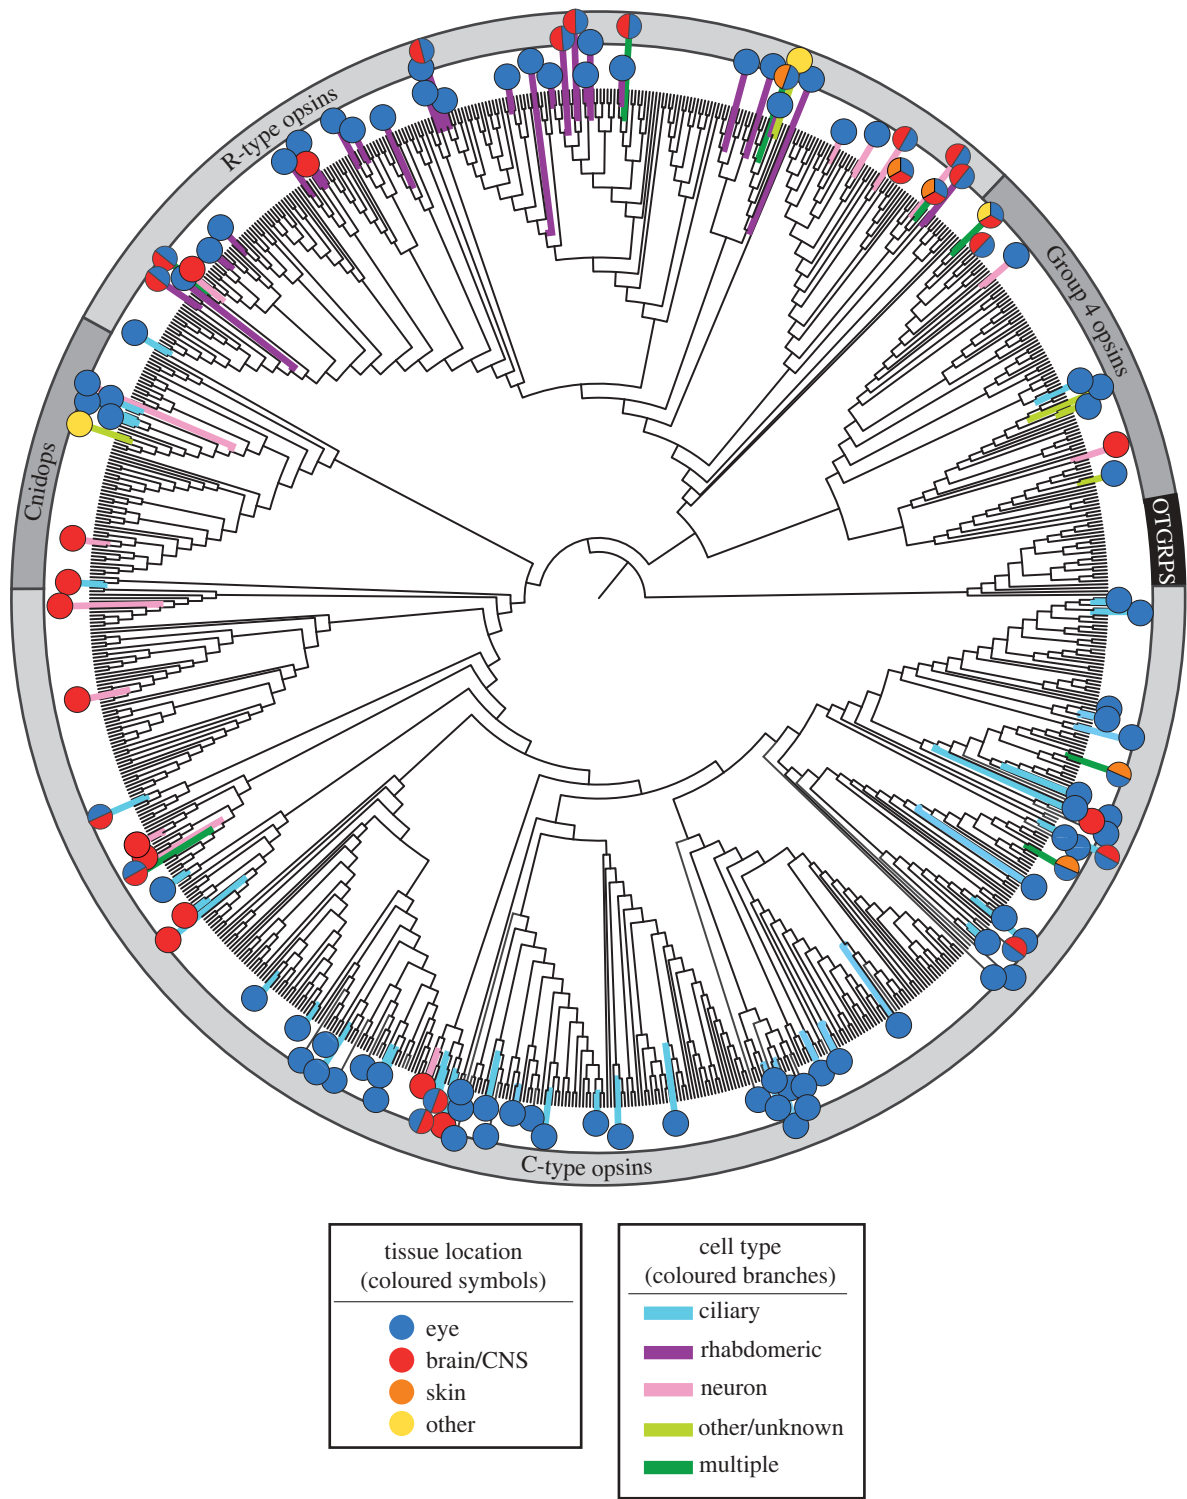 R-type opsins
Group 4 opsins
OTGRPS
Cnidops
C-type opsins
tissue location
(coloured symbols)
eye
brain/CNS
skin
other
cell type
(coloured branches)
ciliary
rhabdomeric
neuron
other/unknown
multiple